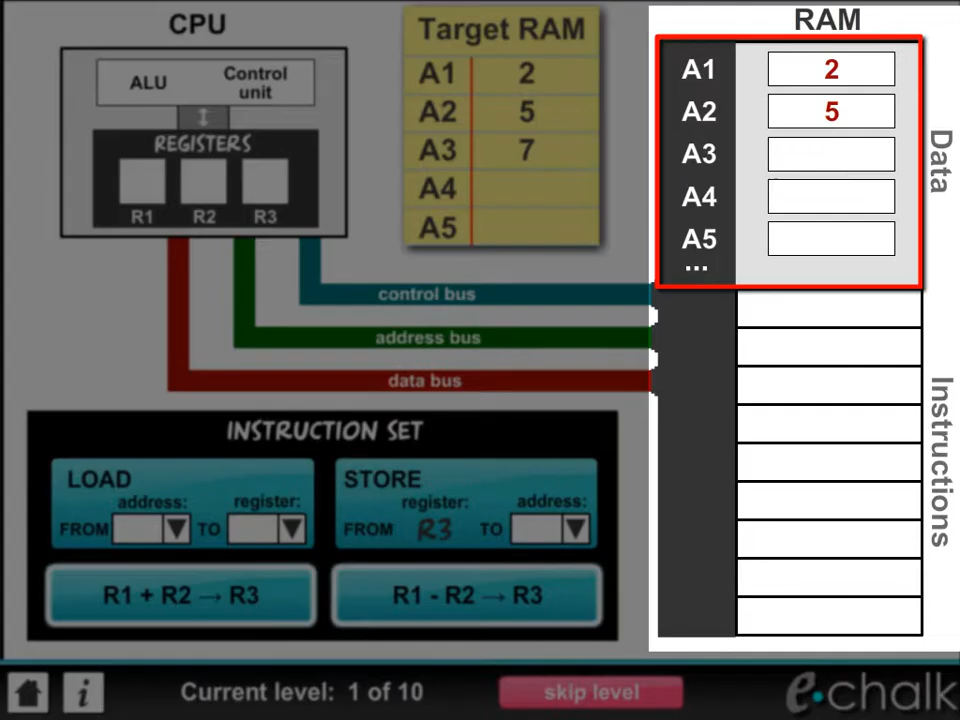 CPU
ALU
Control
unit
REGISTERS
R1 R2 R3
Target RAM
A1 2
A2 5
A3 7
A4
A5
RAM
A1 2
A2 5
A3
A4
A5
...
Data
control bus
address bus
data bus
Instructions
INSTRUCTION SET
LOAD
address: register:
FROM TO
STORE
register: address:
FROM R3 TO
R1 + R2 → R3
R1 - R2 → R3
i
Current level: 1 of 10
skip level
e-chalk